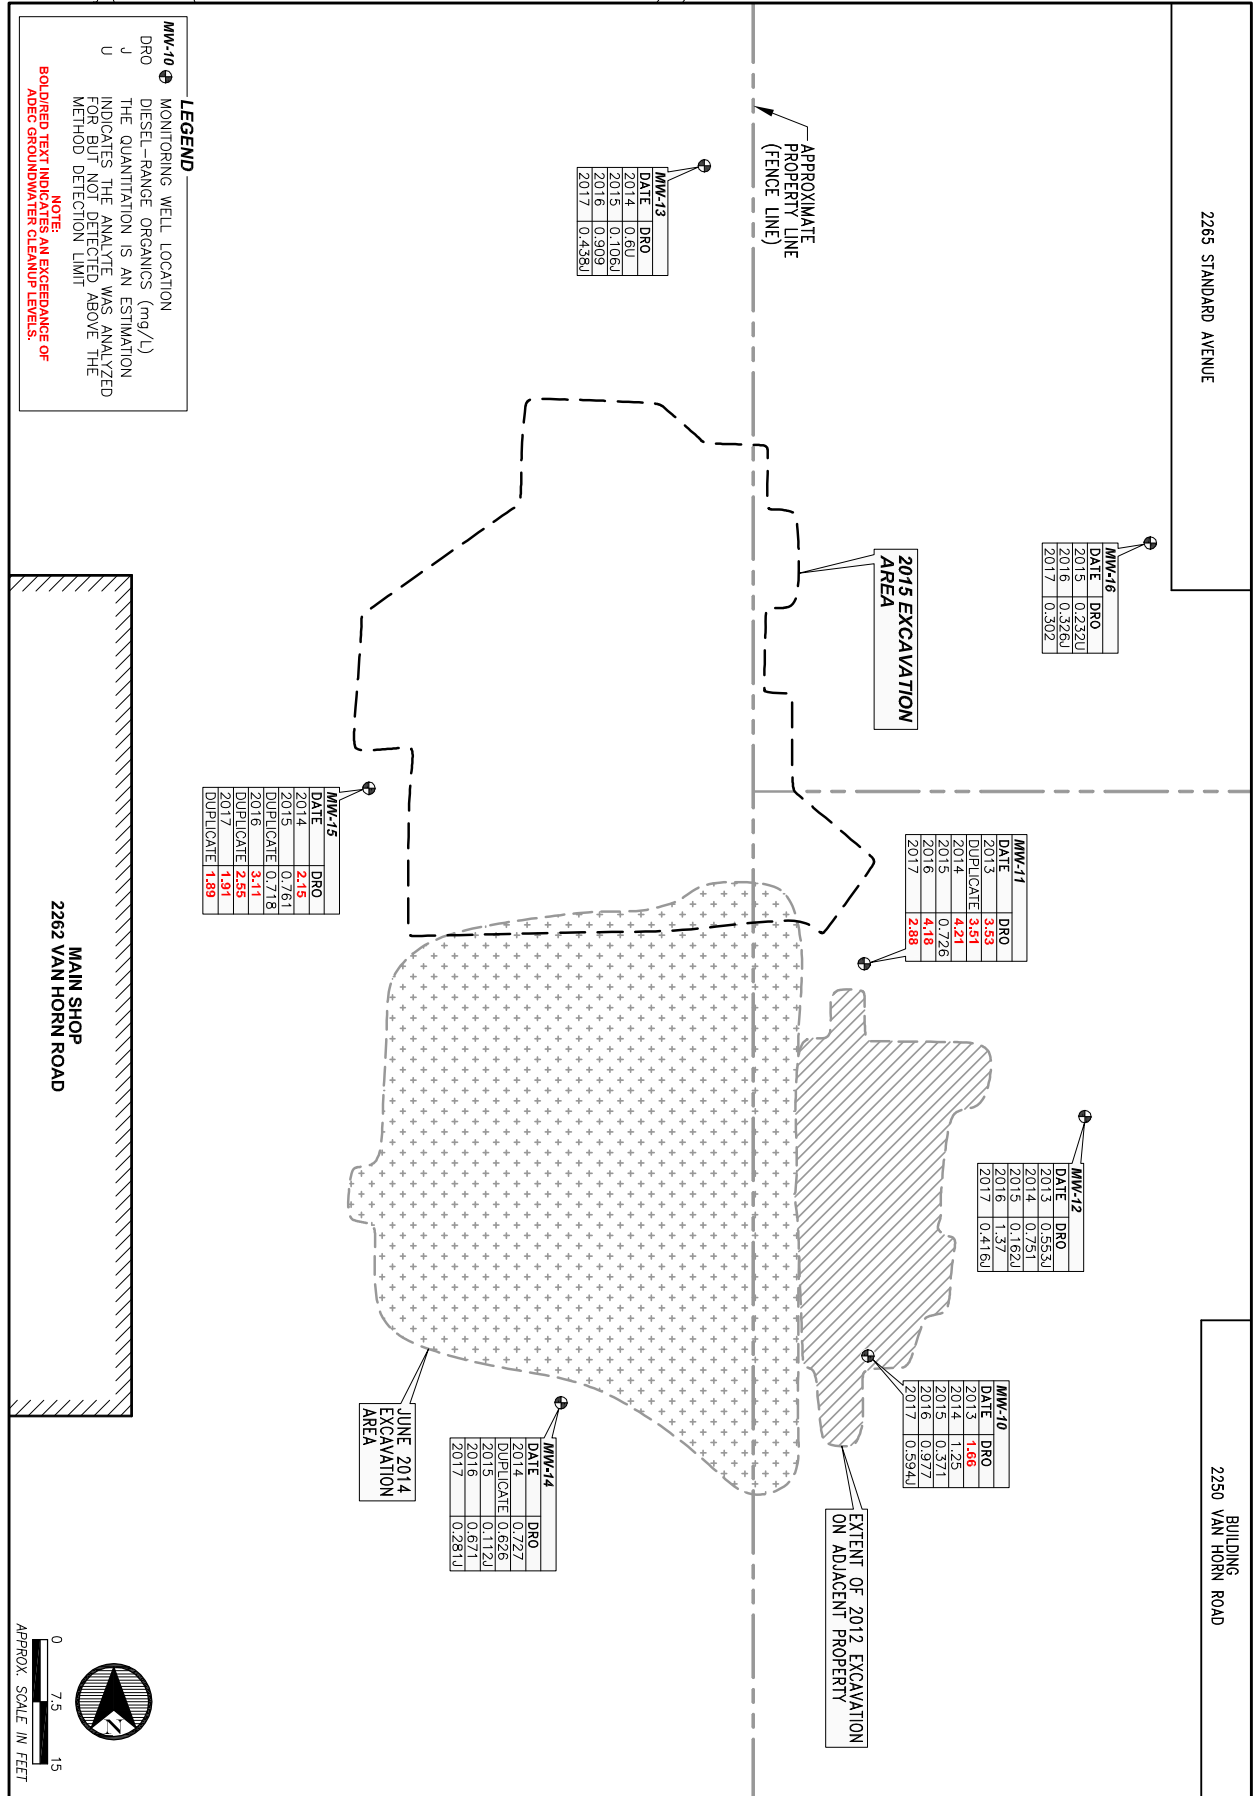 2265 STANDARD AVENUE
BUILDING
2250 VAN HORN ROAD
MW-16
DATE DRO
2015 0.232U
2016 0.326J
2017 0.302
MW-12
DATE DRO
2013 0.553J
2014 0.751
2015 0.162J
2016 1.37
2017 0.416J
MW-11
DATE DRO
2013 3.53
DUPLICATE 3.51
2014 4.21
2015 0.726
2016 4.18
2017 2.88
MW-10
DATE DRO
2013 1.66
2014 1.25
2015 0.371
2016 0.977
2017 0.594J
2015 EXCAVATION
AREA
EXTENT OF 2012 EXCAVATION
ON ADJACENT PROPERTY
APPROXIMATE
PROPERTY LINE
(FENCE LINE)
MW-13
DATE DRO
2014 0.6U
2015 0.106J
2016 0.909
2017 0.438J
MW-14
DATE DRO
2014 0.727
DUPLICATE 0.626
2015 0.112J
2016 0.671
2017 0.281J
JUNE 2014
EXCAVATION
AREA
MW-15
DATE DRO
2014 2.15
2015 0.761
DUPLICATE 0.718
2016 3.11
DUPLICATE 2.55
2017 1.91
DUPLICATE 1.89
LEGEND
MW-10 MONITORING WELL LOCATION
DRO DIESEL-RANGE ORGANICS (mg/L)
J THE QUANTITATION IS AN ESTIMATION
U INDICATES THE ANALYTE WAS ANALYZED
FOR BUT NOT DETECTED ABOVE THE
METHOD DETECTION LIMIT
NOTE:
BOLD/RED TEXT INDICATES AN EXCEEDANCE OF
ADEC GROUNDWATER CLEANUP LEVELS.
MAIN SHOP
2262 VAN HORN ROAD
N
0 7.5 15
APPROX. SCALE IN FEET